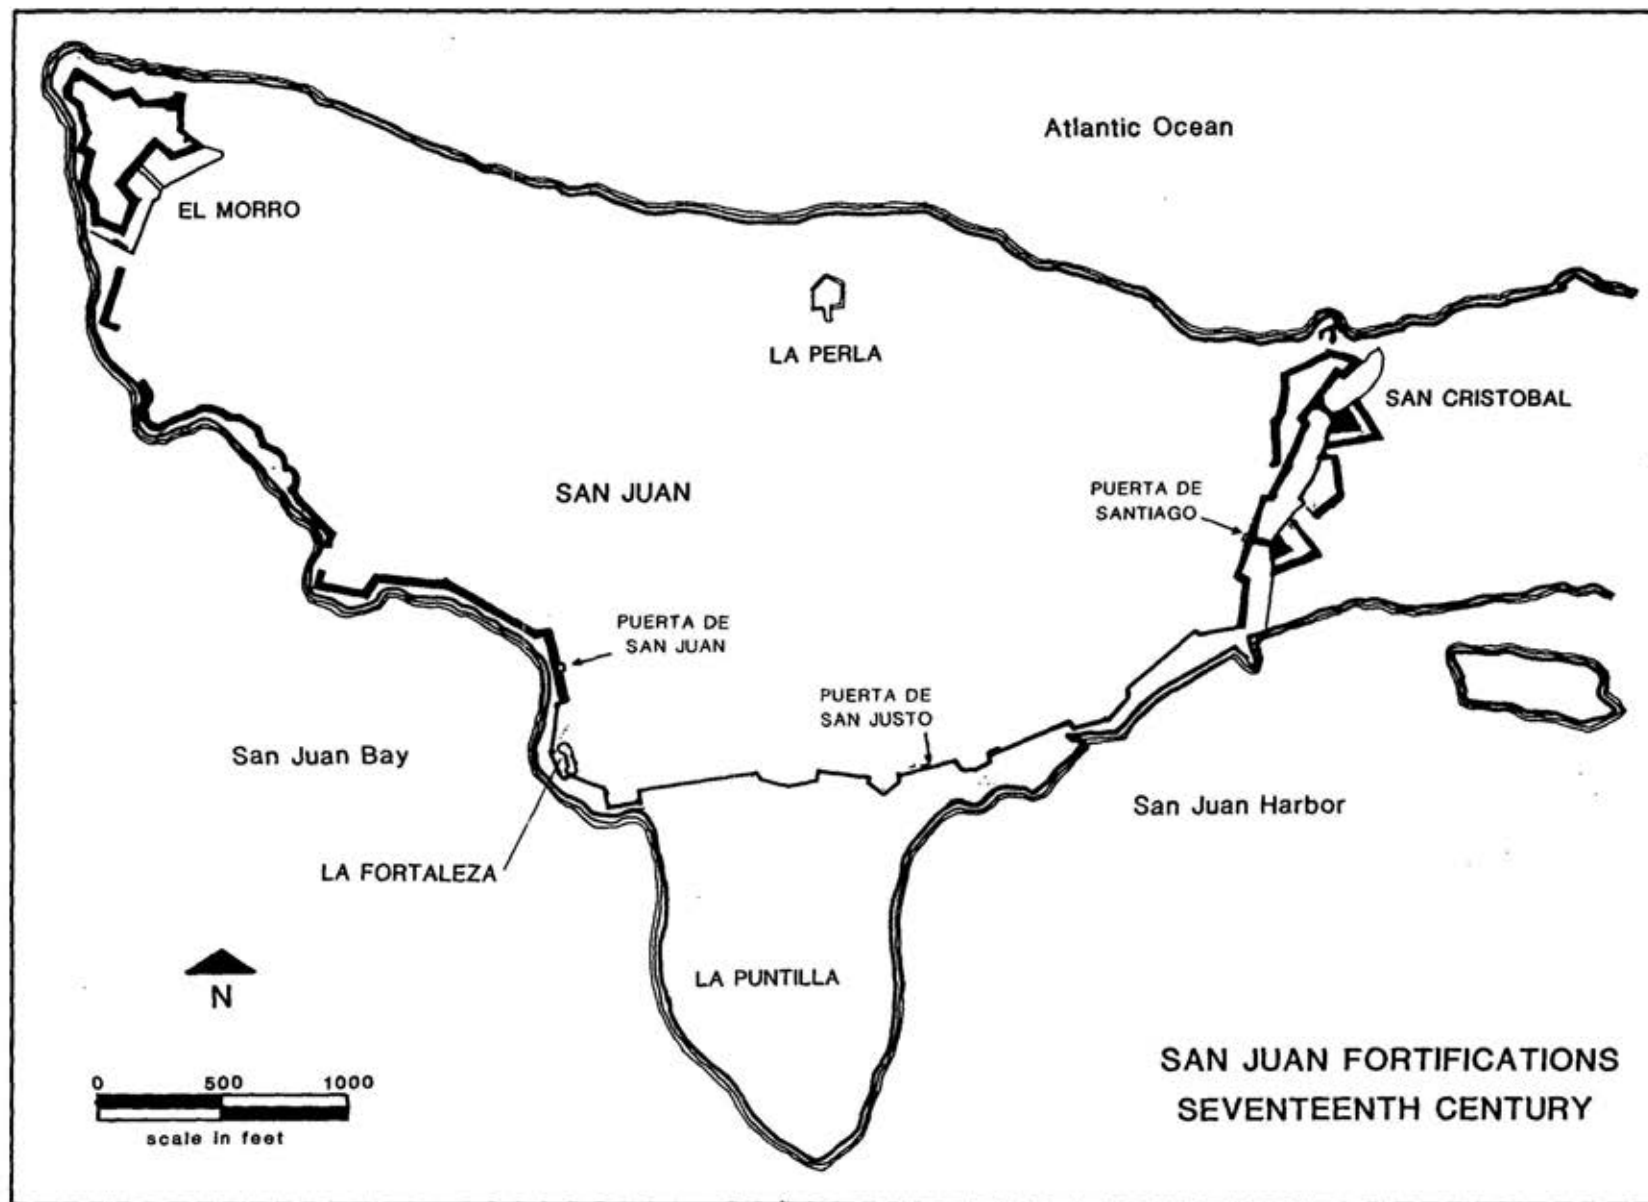 Atlantic Ocean
EL MORRO
LA PERLA
SAN CRISTOBAL
SAN JUAN
PUERTA DE
SANTIAGO
PUERTA DE
SAN JUAN
PUERTA DE
SAN JUSTO
San Juan Bay
San Juan Harbor
LA FORTALEZA
LA PUNTILLA
N
0 500 1000
scale in feet
SAN JUAN FORTIFICATIONS
SEVENTEENTH CENTURY